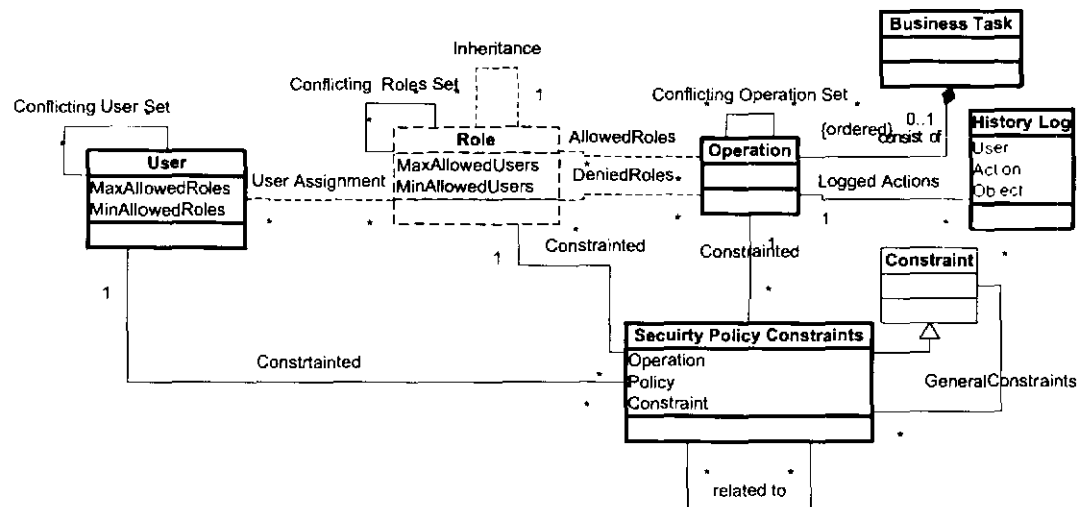 Business Task
Inheritance
Conflicting Roles Set
1
Conflicting User Set
*
Conflicting Operation Set
* * *
{ordered}
0..1
consist of
History Log
User
Action
Object
User
MaxAllowedRoles
MinAllowedRoles
User Assignment
* *
Role
MaxAllowedUsers
MinAllowedUsers
AllowedRoles
* *
DeniedRoles
* *
Operation
Logged Actions
1 *
Constrainted
1
Constrainted
1
*
Constraint
*
1
Constrtainted
*
*
Secuirty Policy Constraints
Operation
Policy
Constraint
GeneralConstraints
*
* *
related to